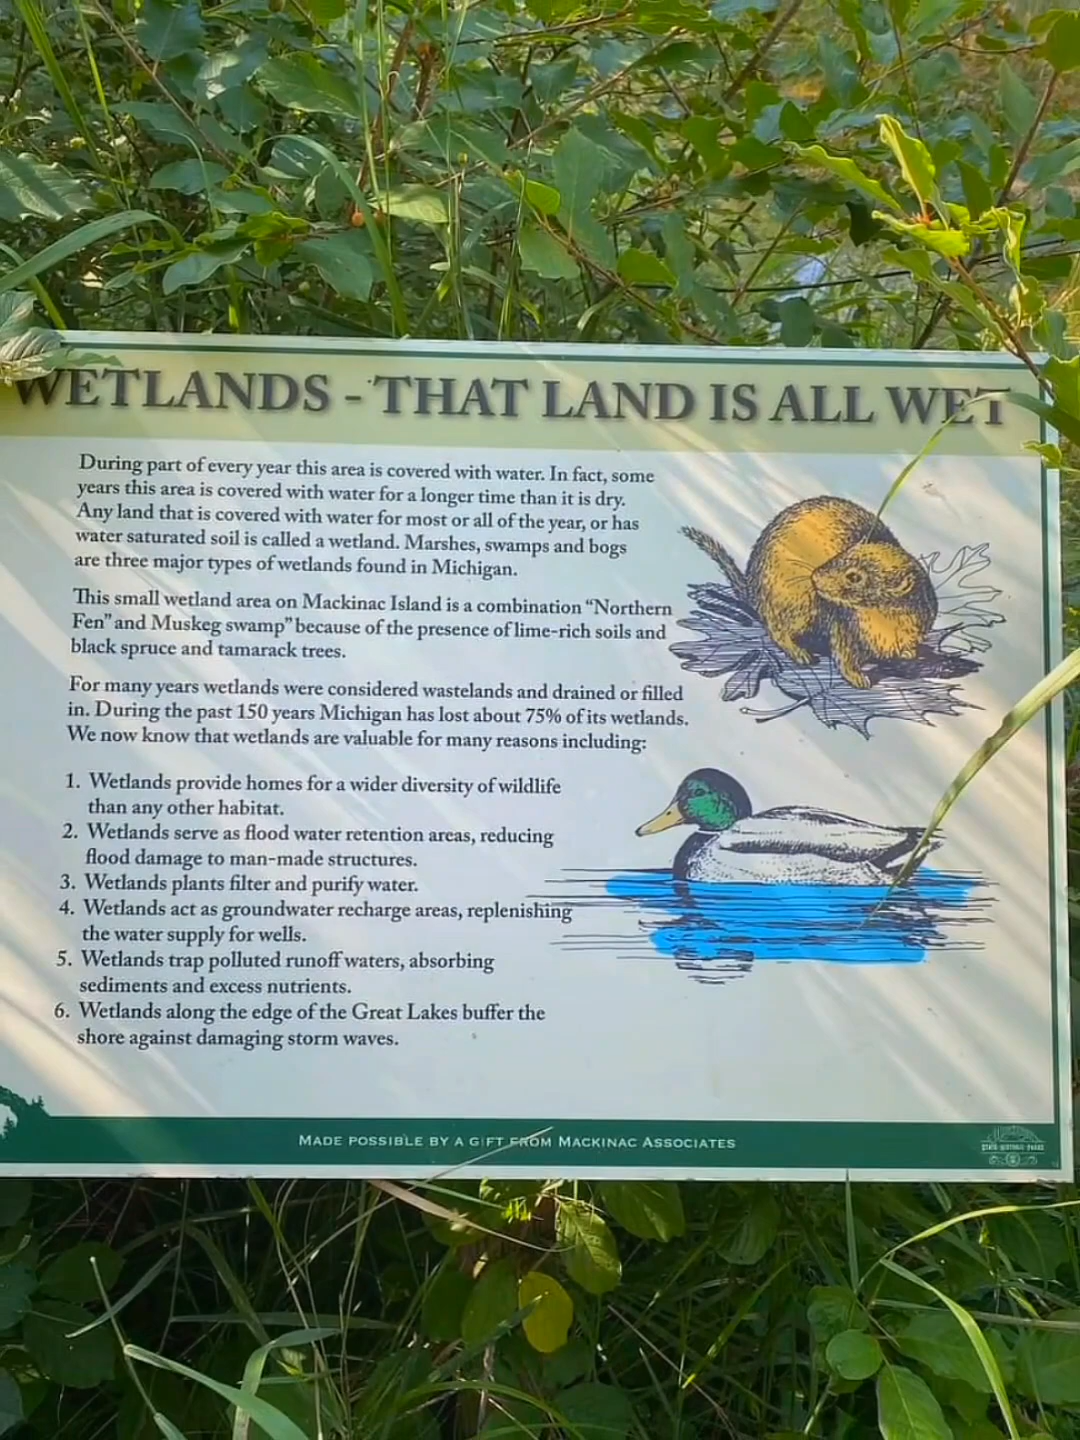 WETLANDS - THAT LAND IS ALL WET
During part of every year this area is covered with water. In fact, some
years this area is covered with water for a longer time than it is dry.
Any land that is covered with water for most or all of the year, or has
water saturated soil is called a wetland. Marshes, swamps and bogs
are three major types of wetlands found in Michigan.
This small wetland area on Mackinac Island is a combination “Northern
Fen” and Muskeg swamp” because of the presence of lime-rich soils and
black spruce and tamarack trees.
For many years wetlands were considered wastelands and drained or filled
in. During the past 150 years Michigan has lost about 75% of its wetlands.
We now know that wetlands are valuable for many reasons including:
1. Wetlands provide homes for a wider diversity of wildlife
than any other habitat.
2. Wetlands serve as flood water retention areas, reducing
flood damage to man-made structures.
3. Wetlands plants filter and purify water.
4. Wetlands act as groundwater recharge areas, replenishing
the water supply for wells.
5. Wetlands trap polluted runoff waters, absorbing
sediments and excess nutrients.
6. Wetlands along the edge of the Great Lakes buffer the
shore against damaging storm waves.
MADE POSSIBLE BY A GIFT FROM MACKINAC ASSOCIATES
STATE HISTORIC PARKS